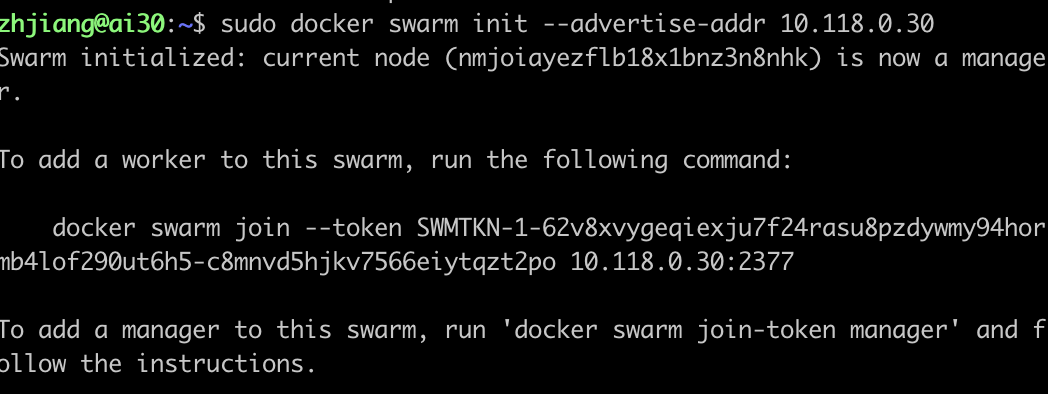 zhjiang@ai30:~$ sudo docker swarm init --advertise-addr 10.118.0.30
Swarm initialized: current node (nmjoiayezflb18x1bnz3n8nhk) is now a manage
r.
To add a worker to this swarm, run the following command:
docker swarm join --token SWMTKN-1-62v8xvygeqiexju7f24rasu8pzdywmy94hor
mb4lof290ut6h5-c8mnvd5hjkv7566eiytqzt2po 10.118.0.30:2377
To add a manager to this swarm, run 'docker swarm join-token manager' and f
ollow the instructions.